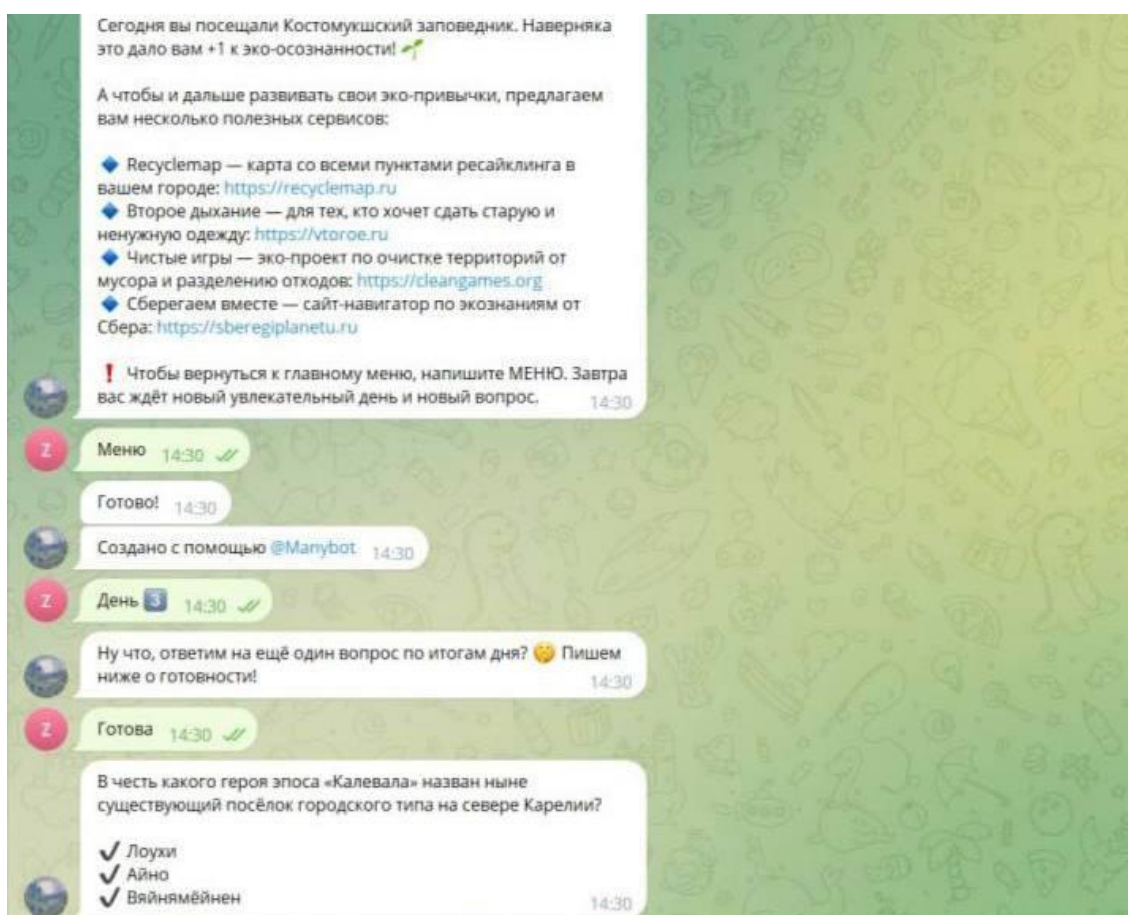 Сегодня вы посещали Костомукшский заповедник. Наверняка
это дало вам +1 к эко-осознанности! 🌱
А чтобы и дальше развивать свои эко-привычки, предлагаем
вам несколько полезных сервисов:
🔹 Recyclemap — карта со всеми пунктами ресайклинга в
вашем городе: https://recyclemap.ru
🔹 Второе дыхание — для тех, кто хочет сдать старую и
ненужную одежду: https://vtoroe.ru
🔹 Чистые игры — эко-проект по очистке территорий от
мусора и разделению отходов: https://cleangames.org
🔹 Сберегаем вместе — сайт-навигатор по экознаниям от
Сбера: https://sberegiplanetu.ru
❗ Чтобы вернуться к главному меню, напишите МЕНЮ. Завтра
вас ждёт новый увлекательный день и новый вопрос. 14:30
Z Меню 14:30
Готово! 14:30
Создано с помощью @Manybot 14:30
Z День 3️⃣ 14:30
Ну что, ответим на ещё один вопрос по итогам дня? 🤫 Пишем
ниже о готовности! 14:30
Z Готова 14:30
В честь какого героя эпоса «Калевала» назван ныне
существующий посёлок городского типа на севере Карелии?
✔ Лоухи
✔ Айно
✔ Вяйнямёйнен 14:30